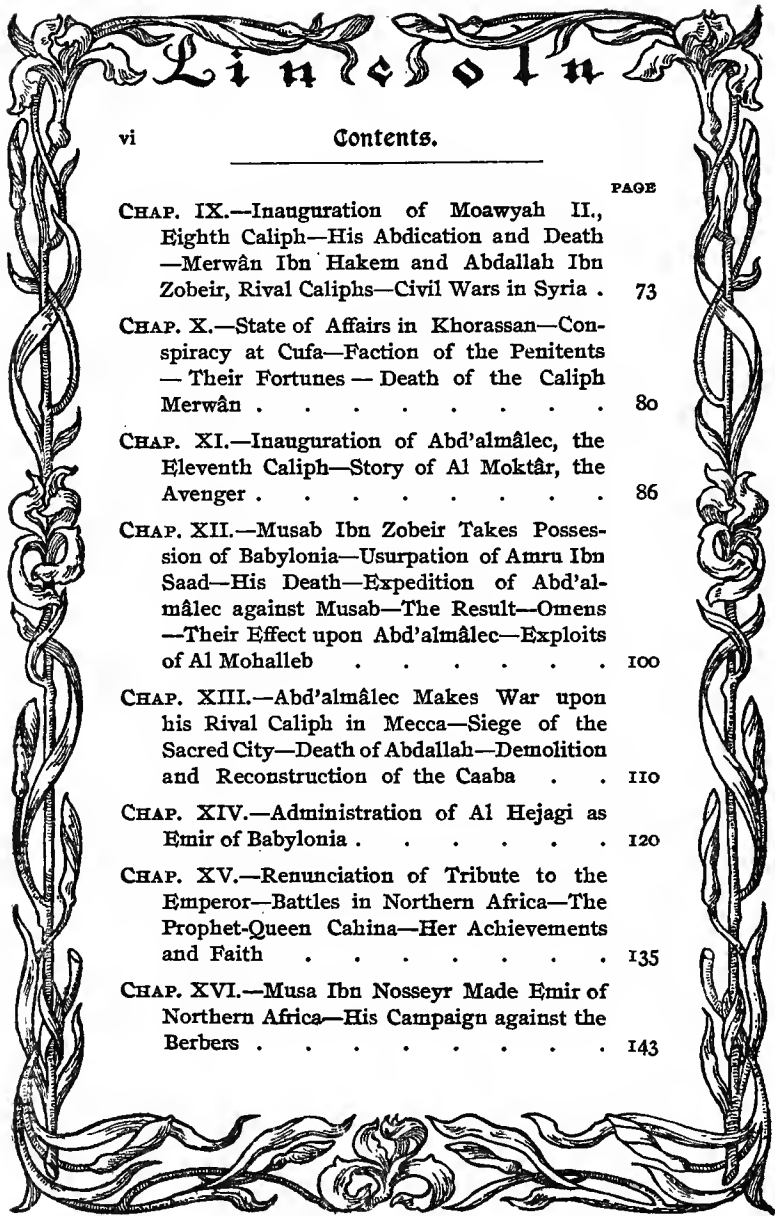 Lincoln
vi Contents.
PAGE
CHAP. IX.—Inauguration of Moawyah II.,
Eighth Caliph—His Abdication and Death
—Merwân Ibn Hakem and Abdallah Ibn
Zobeir, Rival Caliphs—Civil Wars in Syria . 73
CHAP. X.—State of Affairs in Khorassan—Con-
spiracy at Cufa—Faction of the Penitents
— Their Fortunes — Death of the Caliph
Merwân . . . . . . . . 80
CHAP. XI.—Inauguration of Abd'almâlec, the
Eleventh Caliph—Story of Al Moktâr, the
Avenger . . . . . . . . 86
CHAP. XII.—Musab Ibn Zobeir Takes Posses-
sion of Babylonia—Usurpation of Amru Ibn
Saad—His Death—Expedition of Abd'al-
mâlec against Musab—The Result—Omens
—Their Effect upon Abd'almâlec—Exploits
of Al Mohalleb . . . . . . 100
CHAP. XIII.—Abd'almâlec Makes War upon
his Rival Caliph in Mecca—Siege of the
Sacred City—Death of Abdallah—Demolition
and Reconstruction of the Caaba . . 110
CHAP. XIV.—Administration of Al Hejagi as
Emir of Babylonia . . . . . . 120
CHAP. XV.—Renunciation of Tribute to the
Emperor—Battles in Northern Africa—The
Prophet-Queen Cahina—Her Achievements
and Faith . . . . . . . 135
CHAP. XVI.—Musa Ibn Nosseyr Made Emir of
Northern Africa—His Campaign against the
Berbers . . . . . . . . 143